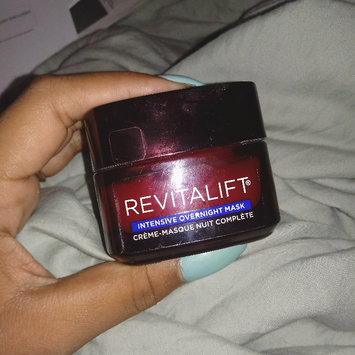 REVITALIFT®
INTENSIVE OVERNIGHT MASK
CRÈME-MASQUE NUIT COMPLÈTE